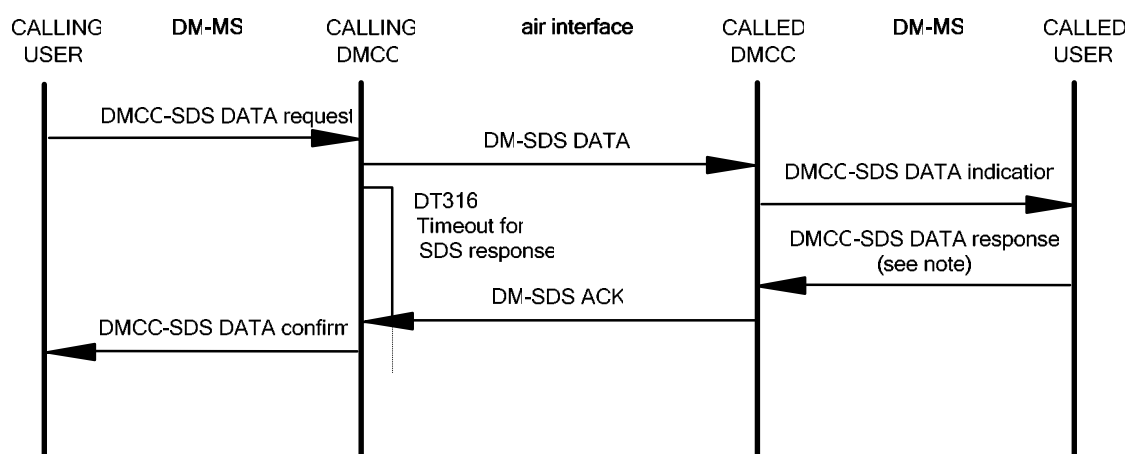 CALLING USER
DM-MS
CALLING DMCC
air interface
CALLED DMCC
DM-MS
CALLED USER
DMCC-SDS DATA request
DM-SDS DATA
DMCC-SDS DATA indication
DT316
Timeout for
SDS response
DMCC-SDS DATA response
(see note)
DM-SDS ACK
DMCC-SDS DATA confirm